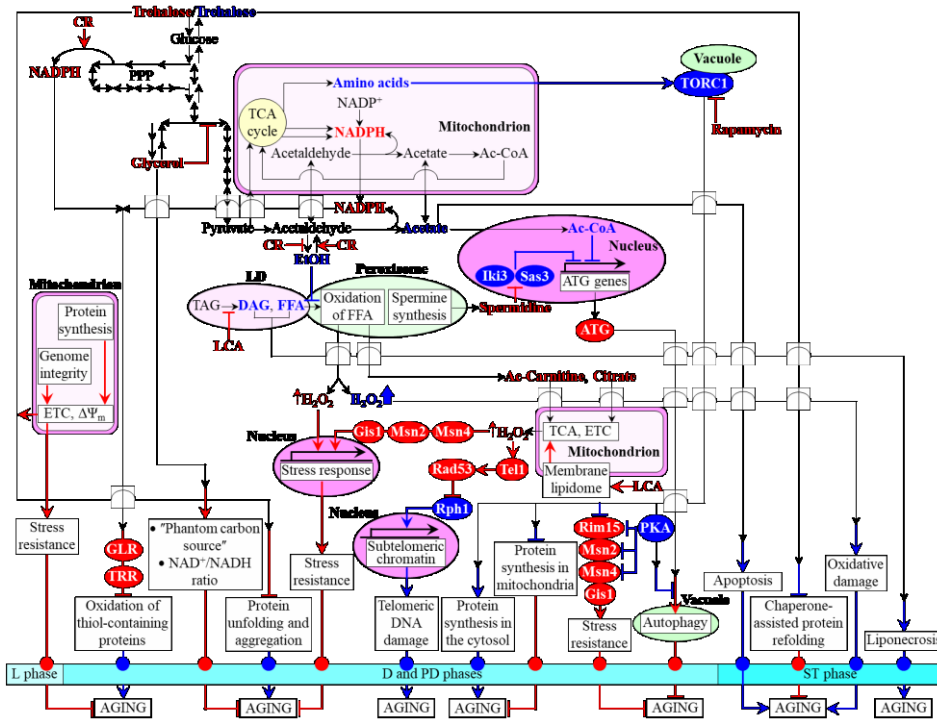 Trehalose/Trehalose
CR
Glucose
NADPH
PPP
Glycerol
Vacuole
TORC1
Rapamycin
Amino acids
NADP⁺
TCA
cycle
NADPH
Mitochondrion
Acetaldehyde
Acetate
Ac-CoA
NADPH
Pyruvate
Acetaldehyde
Acetate
CR
CR
EtOH
Ac-CoA
Nucleus
Iki3
Sas3
ATG genes
ATG
LD
Peroxisome
TAG
DAG, FFA
Oxidation
of FFA
Spermine
synthesis
Spermidine
LCA
Mitochondrion
Protein
synthesis
Genome
integrity
ETC, ΔΨm
Ac-Carnitine, Citrate
H₂O₂
H₂O₂
Nucleus
Gis1
Msn2
Msn4
H₂O₂
TCA, ETC
Mitochondrion
Stress response
Rad53
Tel1
Membrane
lipidome
LCA
Rph1
Nucleus
Subtelomeric
chromatin
Rim15
PKA
Msn2
Msn4
Gis1
Stress
resistance
GLR
TRR
• "Phantom carbon
source"
• NAD⁺/NADH
ratio
Stress
resistance
Protein
synthesis in
mitochondria
Apoptosis
Oxidative
damage
Vacuole
Autophagy
Oxidation of
thiol-containing
proteins
Protein
unfolding and
aggregation
Telomeric
DNA
damage
Protein
synthesis in
the cytosol
Stress
resistance
Chaperone-
assisted protein
refolding
Liponecrosis
L phase
D and PD phases
ST phase
AGING
AGING
AGING
AGING
AGING
AGING
AGING
AGING
AGING